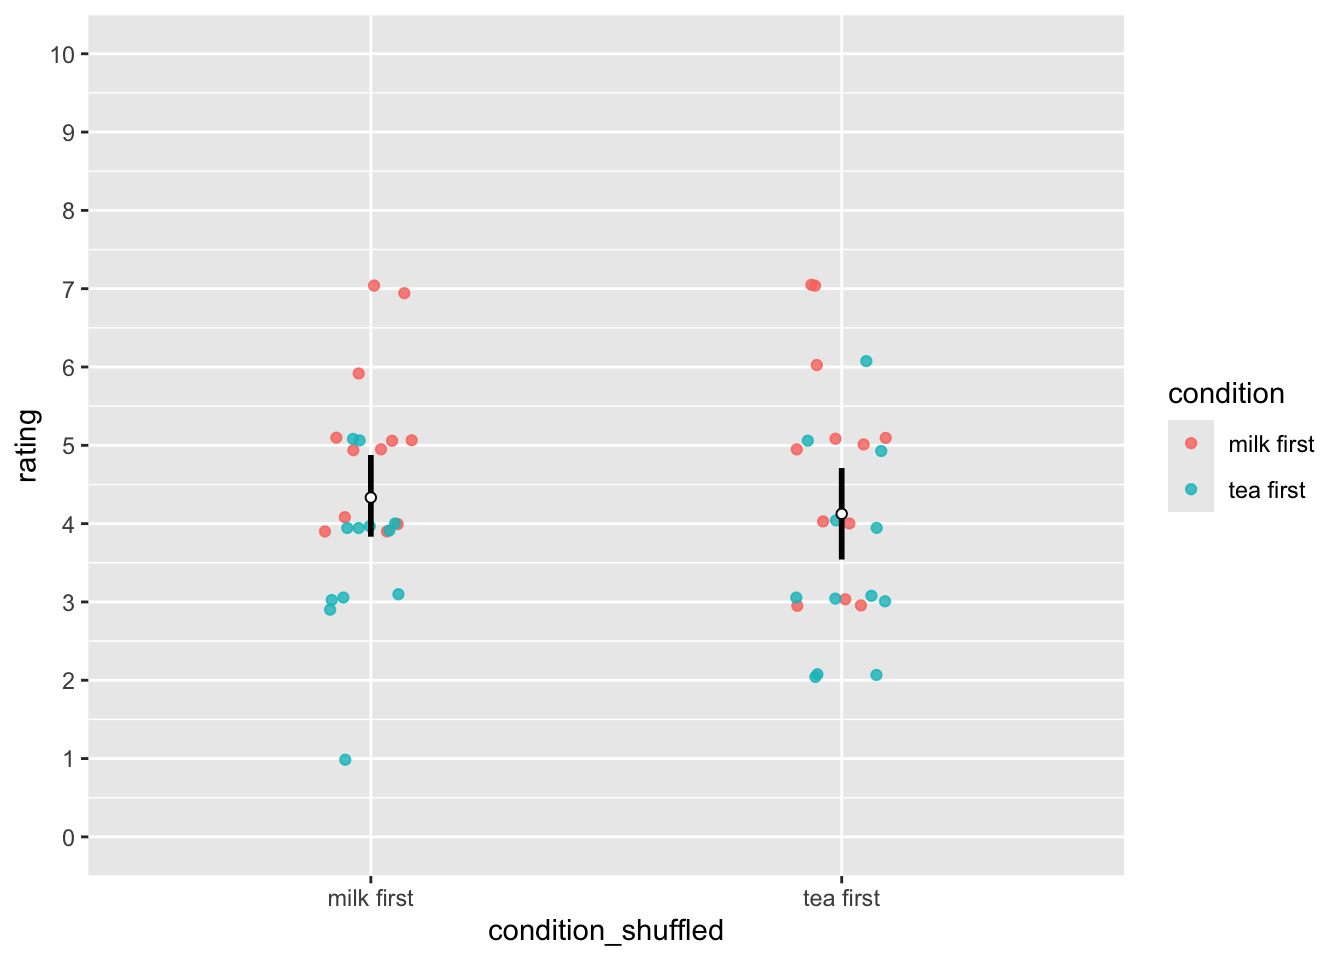 10
9
8
7
6
5
4
3
2
1
0
rating
milk first
tea first
condition_shuffled
condition
milk first
tea first